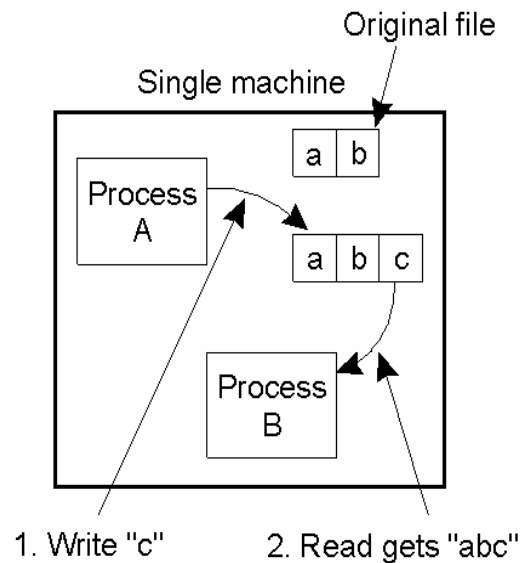 Original file
Single machine
a b
Process
A
a b c
Process
B
1. Write "c"
2. Read gets "abc"